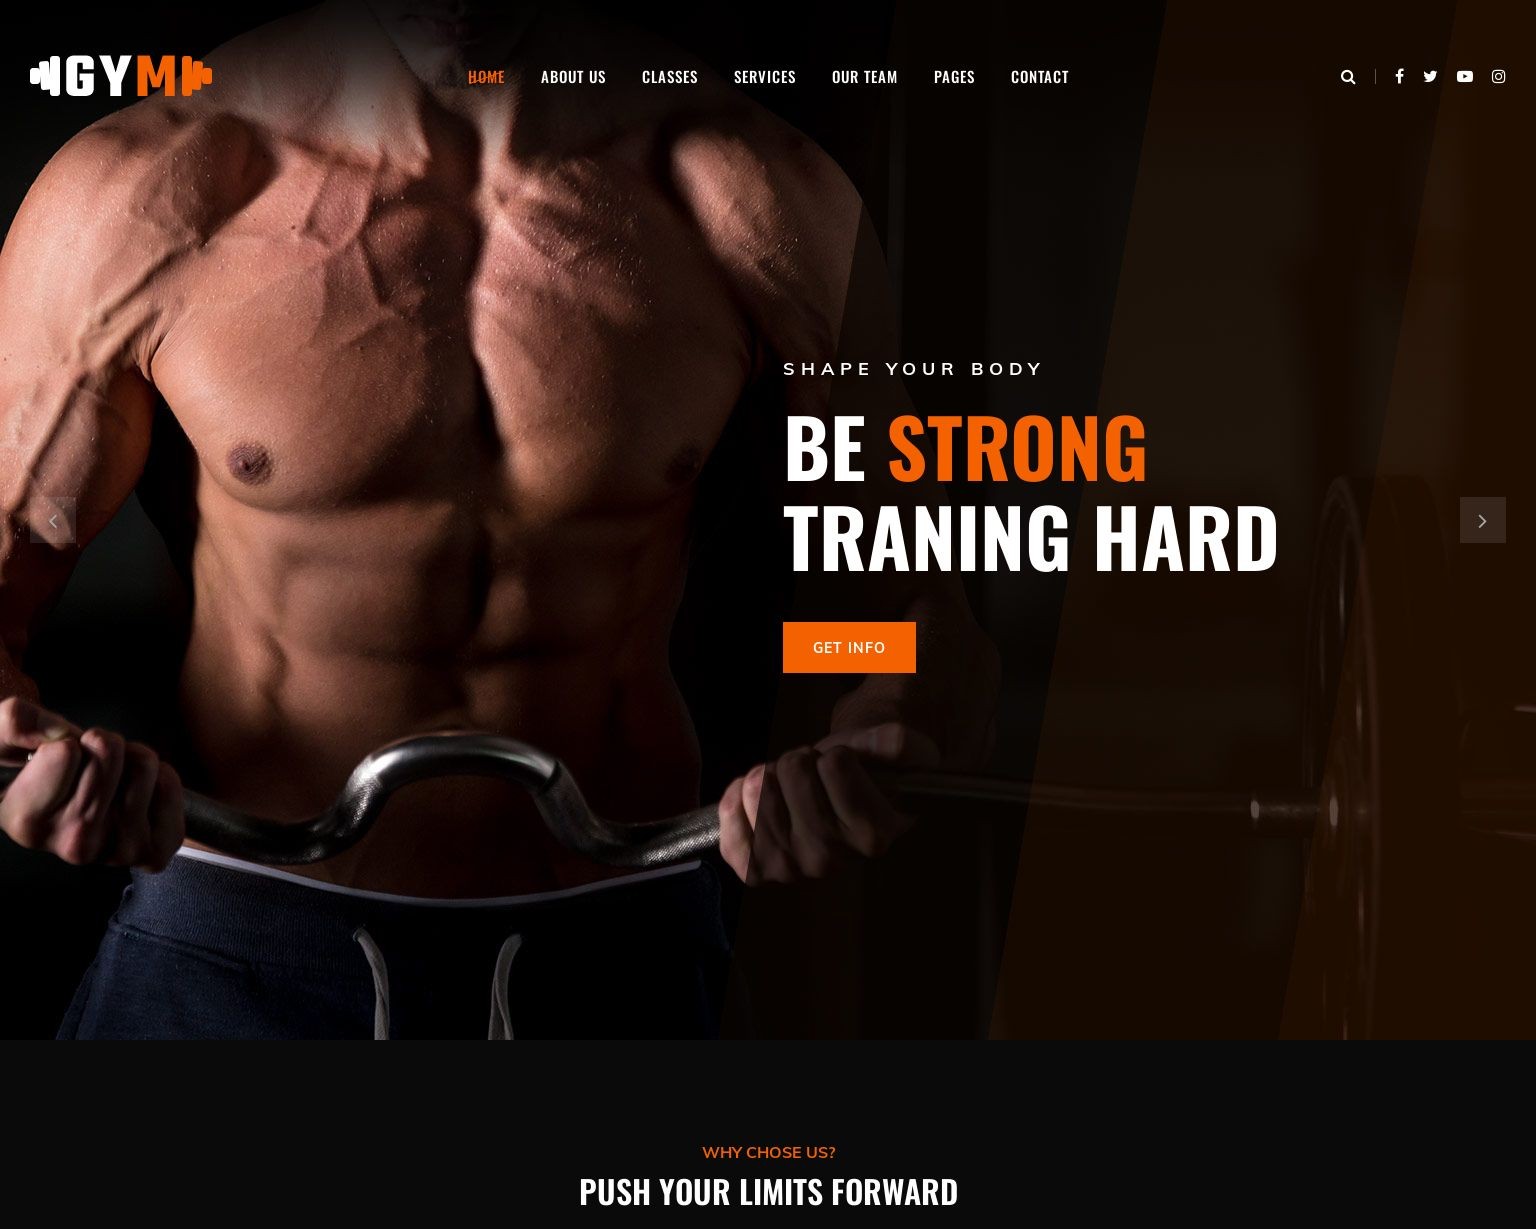 GYM
HOME ABOUT US CLASSES SERVICES OUR TEAM PAGES CONTACT
SHAPE YOUR BODY
BE STRONG
TRANING HARD
GET INFO
WHY CHOSE US?
PUSH YOUR LIMITS FORWARD